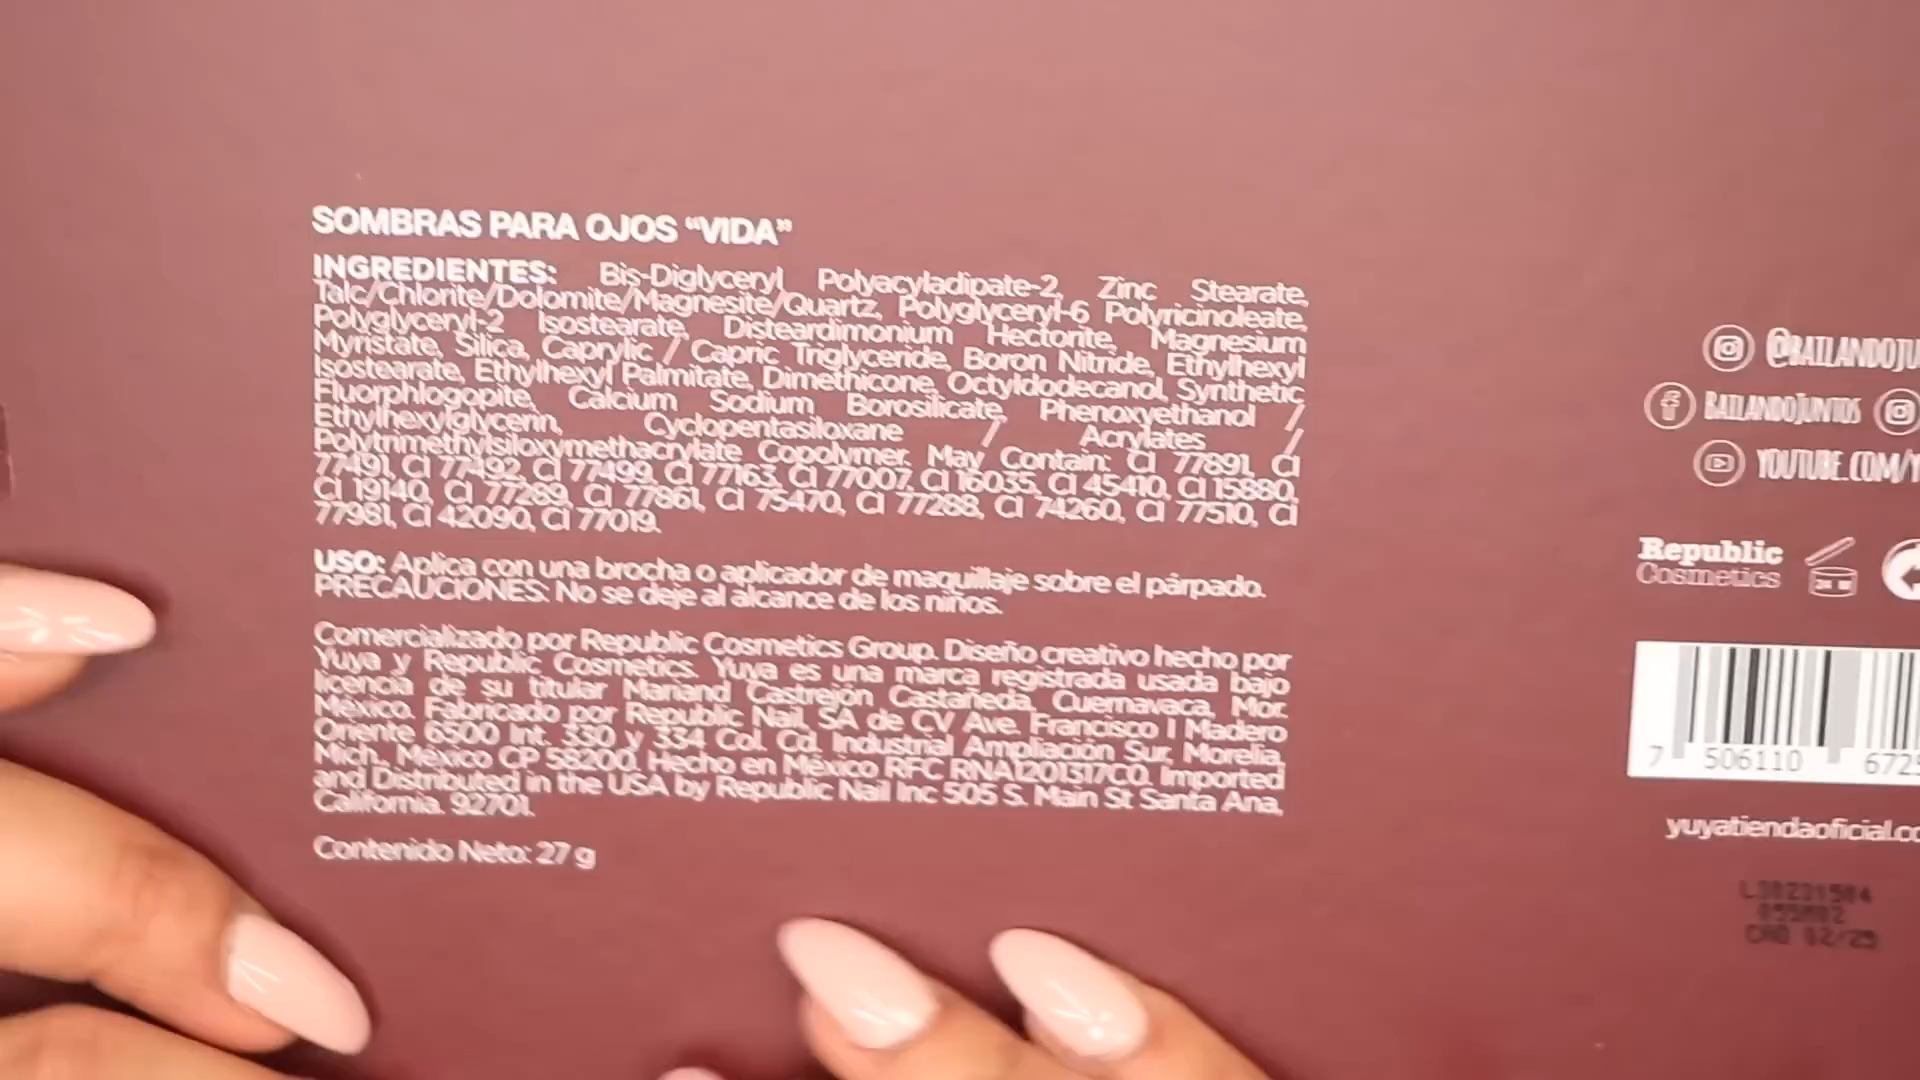 SOMBRAS PARA OJOS “VIDA”
INGREDIENTES: Bis-Diglyceryl Polyacyladipate-2, Zinc Stearate,
Talc/Chlorite/Dolomite/Magnesite/Quartz, Polyglyceryl-6 Polyricinoleate,
Polyglyceryl-2 Isostearate, Disteardimonium Hectorite, Magnesium
Myristate, Silica, Caprylic / Capric Triglyceride, Boron Nitride, Ethylhexyl
Isostearate, Ethylhexyl Palmitate, Dimethicone, Octyldodecanol, Synthetic
Fluorphlogopite, Calcium Sodium Borosilicate, Phenoxyethanol /
Ethylhexylglycerin, Cyclopentasiloxane / Acrylates /
Polytrimethylsiloxymethacrylate Copolymer. May Contain: CI 77891, CI
77491, CI 77492, CI 77499, CI 77163, CI 77007, CI 16035, CI 45410, CI 15880,
CI 19140, CI 77289, CI 77861, CI 75470, CI 77288, CI 74260, CI 77510, CI
77981, CI 42090, CI 77019.
USO: Aplica con una brocha o aplicador de maquillaje sobre el párpado.
PRECAUCIONES: No se deje al alcance de los niños.
Comercializado por Republic Cosmetics Group. Diseño creativo hecho por
Yuya y Republic Cosmetics. Yuya es una marca registrada usada bajo
licencia de su titular Mariand Castrejón Castañeda, Cuernavaca, Mor.
México. Fabricado por Republic Nail, SA de CV Ave. Francisco I Madero
Oriente 6500 Int. 330 y 334 Col. Cd. Industrial Ampliación Sur, Morelia,
Mich., México CP 58200. Hecho en México RFC RNA1201317C0. Imported
and Distributed in the USA by Republic Nail Inc 505 S. Main St Santa Ana,
California. 92701.
Contenido Neto: 27 g
@BAILANDOJU
BAILANDOJUNTOS
YOUTUBE.COM/Y
Republic
Cosmetics
7 506110 672
yuyatiendaoficial.co